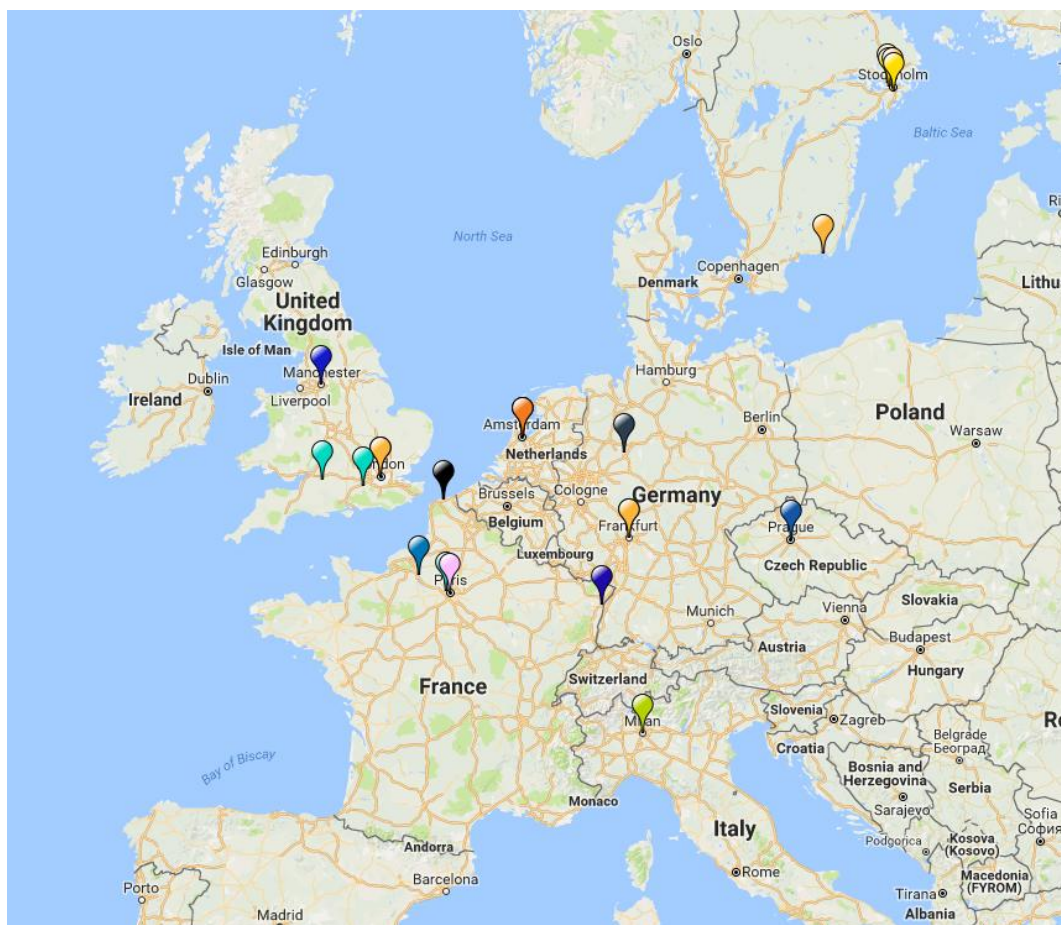 Oslo
Stockholm
Baltic Sea
North Sea
Edinburgh
Glasgow
United
Kingdom
Copenhagen
Denmark
Lithu
Isle of Man
Manchester
Dublin
Ireland
Liverpool
Hamburg
Berlin
Poland
Warsaw
Amsterdam
Netherlands
London
Brussels
Belgium
Cologne
Germany
Frankfurt
Prague
Czech Republic
Luxembourg
Paris
Munich
Vienna
Slovakia
Austria
Budapest
Hungary
France
Switzerland
Slovenia
Zagreb
Milan
Croatia
Belgrade
Београд
Bay of Biscay
Bosnia and
Herzegovina
Serbia
Monaco
Sarajevo
Italy
Sofia
София
Andorra
Podgorica
Kosova
(Kosovo)
Porto
Barcelona
Rome
Macedonia
(FYROM)
Tirana
Madrid
Albania